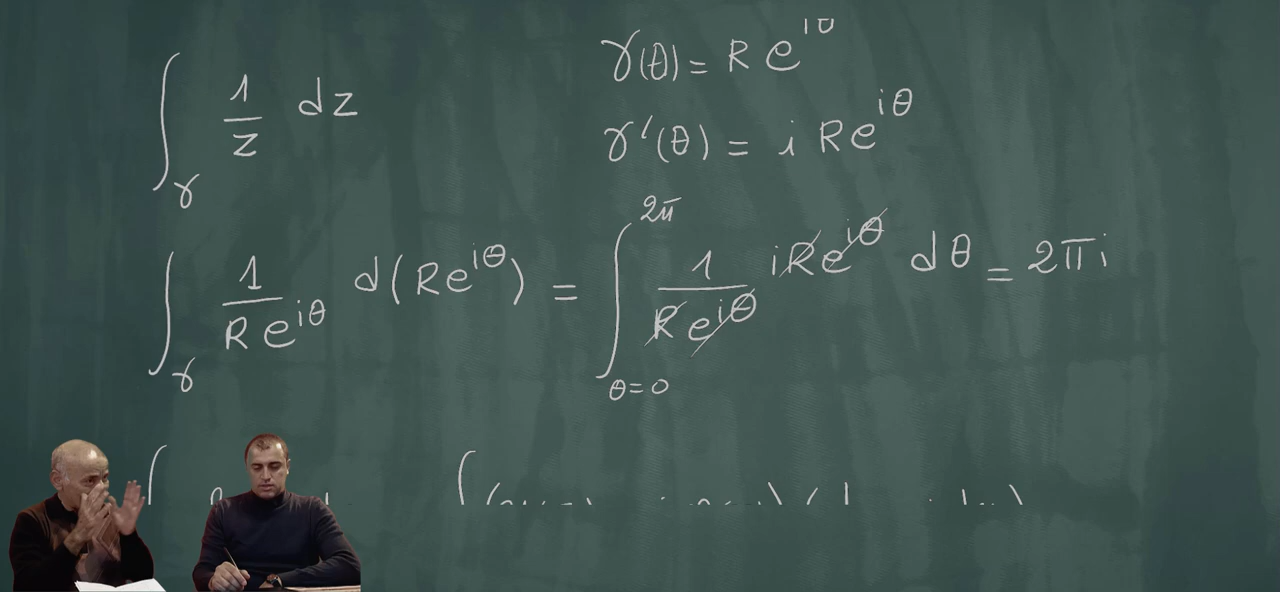 ∫_γ 1/z dz
γ(θ) = R e^{iθ}
γ'(θ) = i R e^{iθ}
∫_γ 1/(R e^{iθ}) d(R e^{iθ}) = ∫_{θ=0}^{2π} 1/(R e^{iθ}) i R e^{iθ} dθ = 2πi